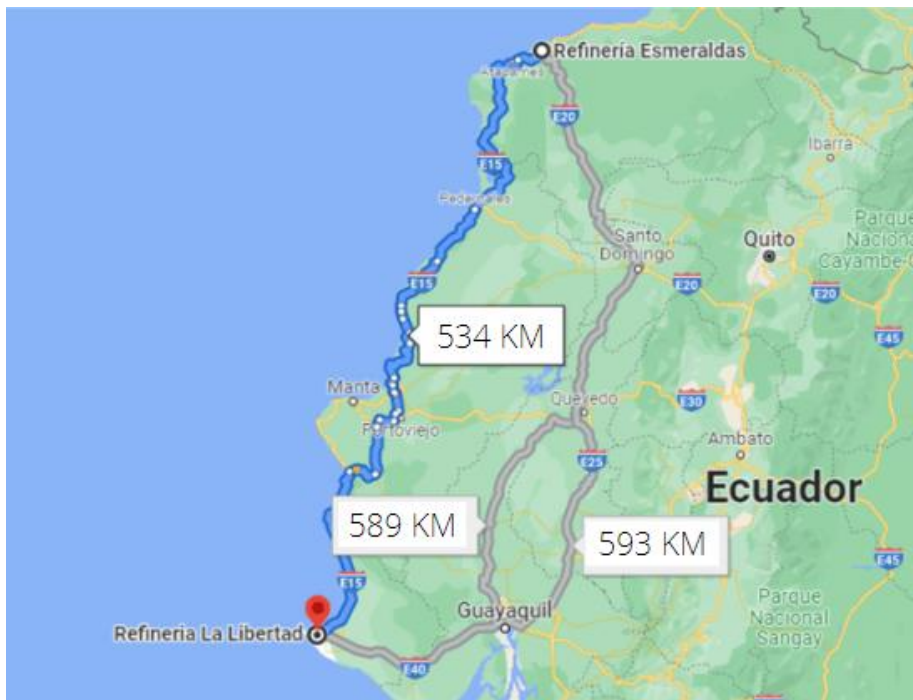 Refinería Esmeraldas
Atacames
E20
Ibarra
E15
Pedernales
Parque
Nacional
Cayambe-C
Santo
Domingo
Quito
E15
E20
E20
534 KM
E45
Manta
Quevedo
E30
Portoviejo
Ambato
E25
Ecuador
589 KM
593 KM
E45
E15
Guayaquil
Parque
Nacional
Sangay
Refinería La Libertad
E40